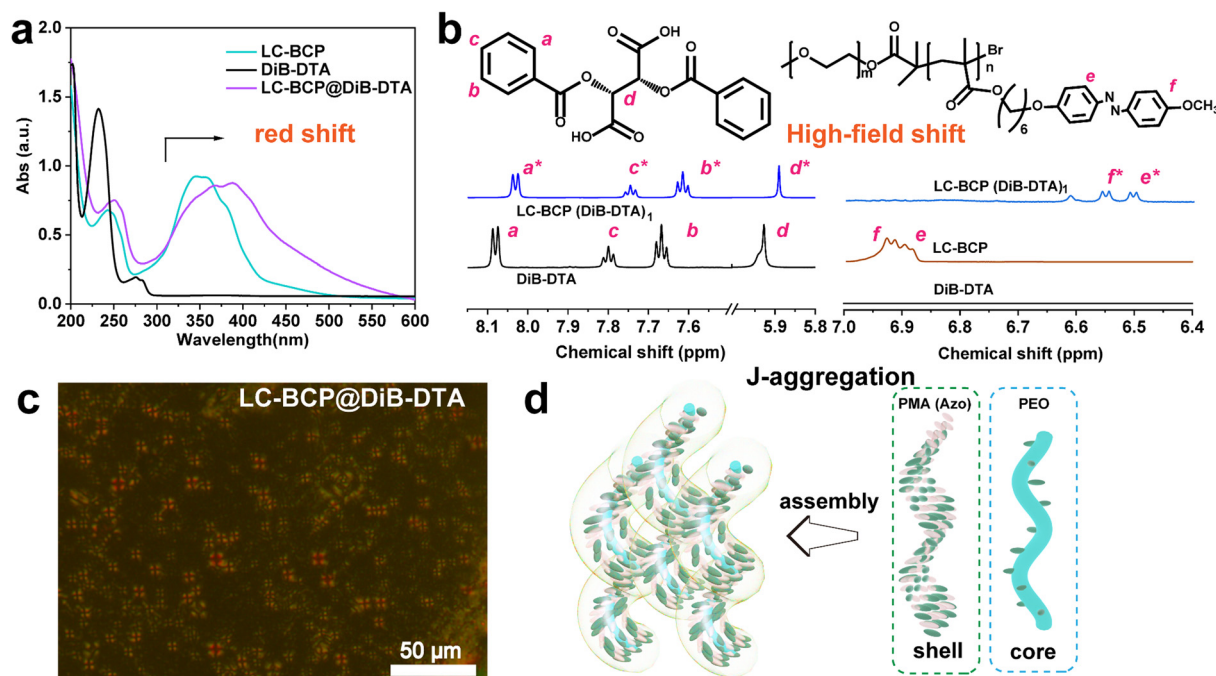 a
2.0
1.5
1.0
0.5
0.0
Abs (a.u.)
LC-BCP
DiB-DTA
LC-BCP@DiB-DTA
red shift
200 250 300 350 400 450 500 550 600
Wavelength(nm)
b
c
a
b
d
O
O
OH
O
HO
O
O
O
O
m
O
O
n
Br
O
O
6
O
e
N
N
f
OCH3
High-field shift
a* c* b* d*
LC-BCP (DiB-DTA)1
a c b d
DiB-DTA
8.1 8.0 7.9 7.8 7.7 7.6 5.9 5.8
Chemical shift (ppm)
f* e*
LC-BCP (DiB-DTA)1
f e
LC-BCP
DiB-DTA
7.0 6.9 6.8 6.7 6.6 6.5 6.4
Chemical shift (ppm)
c
LC-BCP@DiB-DTA
50 μm
d
J-aggregation
assembly
PMA (Azo)
shell
PEO
core